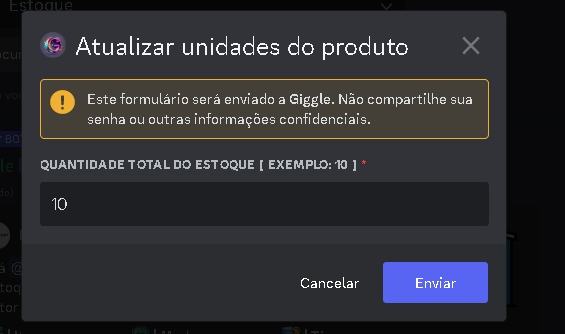 Estoque
Atualizar unidades do produto
Este formulário será enviado a Giggle. Não compartilhe sua
senha ou outras informações confidenciais.
QUANTIDADE TOTAL DO ESTOQUE [ EXEMPLO: 10 ] *
10
Cancelar
Enviar